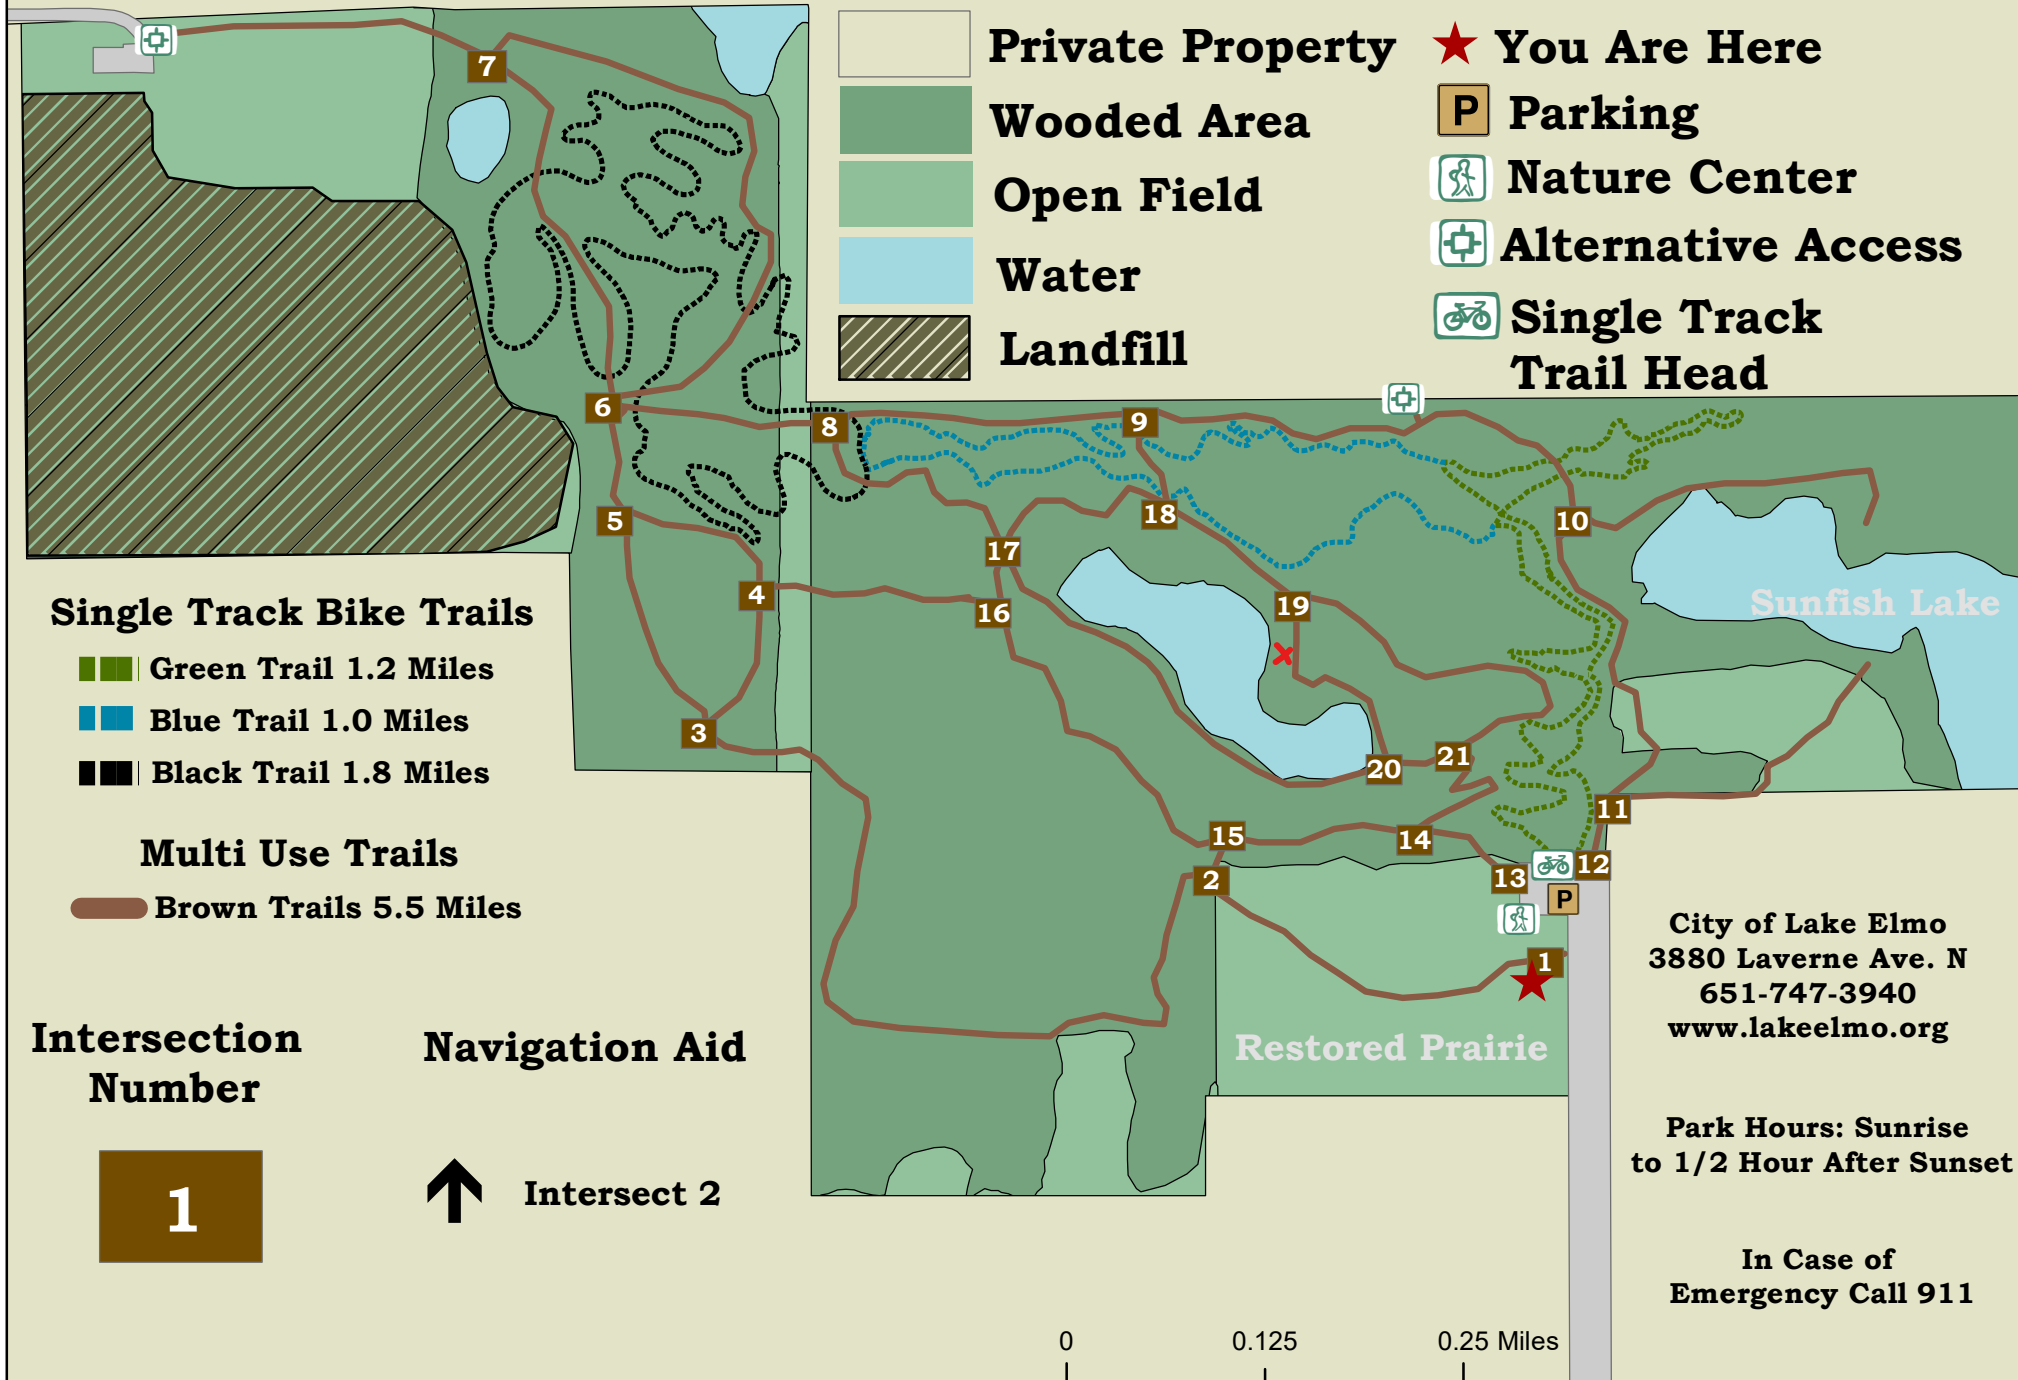 Private Property
Wooded Area
Open Field
Water
Landfill
You Are Here
P
Parking
Nature Center
Alternative Access
Single Track
Trail Head
7
6
8
9
5
18
10
17
4
16
19
Sunfish Lake
3
20
21
11
15
14
2
13
12
P
1
Restored Prairie
Single Track Bike Trails
Green Trail 1.2 Miles
Blue Trail 1.0 Miles
Black Trail 1.8 Miles
Multi Use Trails
Brown Trails 5.5 Miles
Intersection
Number
1
Navigation Aid
Intersect 2
City of Lake Elmo
3880 Laverne Ave. N
651-747-3940
www.lakeelmo.org
Park Hours: Sunrise
to 1/2 Hour After Sunset
In Case of
Emergency Call 911
0 0.125 0.25 Miles